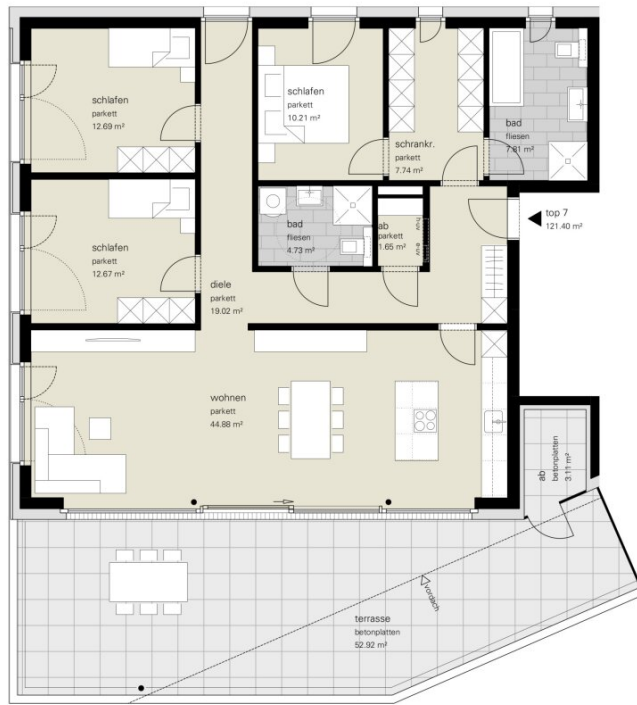 schlafen
parkett
12.69 m²
schlafen
parkett
10.21 m²
schrankr.
parkett
7.74 m²
bad
fliesen
7.81 m²
top 7
121.40 m²
schlafen
parkett
12.67 m²
bad
fliesen
4.73 m²
ab
parkett
1.65 m²
diele
parkett
19.02 m²
wohnen
parkett
44.88 m²
ab
betonplatten
3.11 m²
vordach
terrasse
betonplatten
52.92 m²